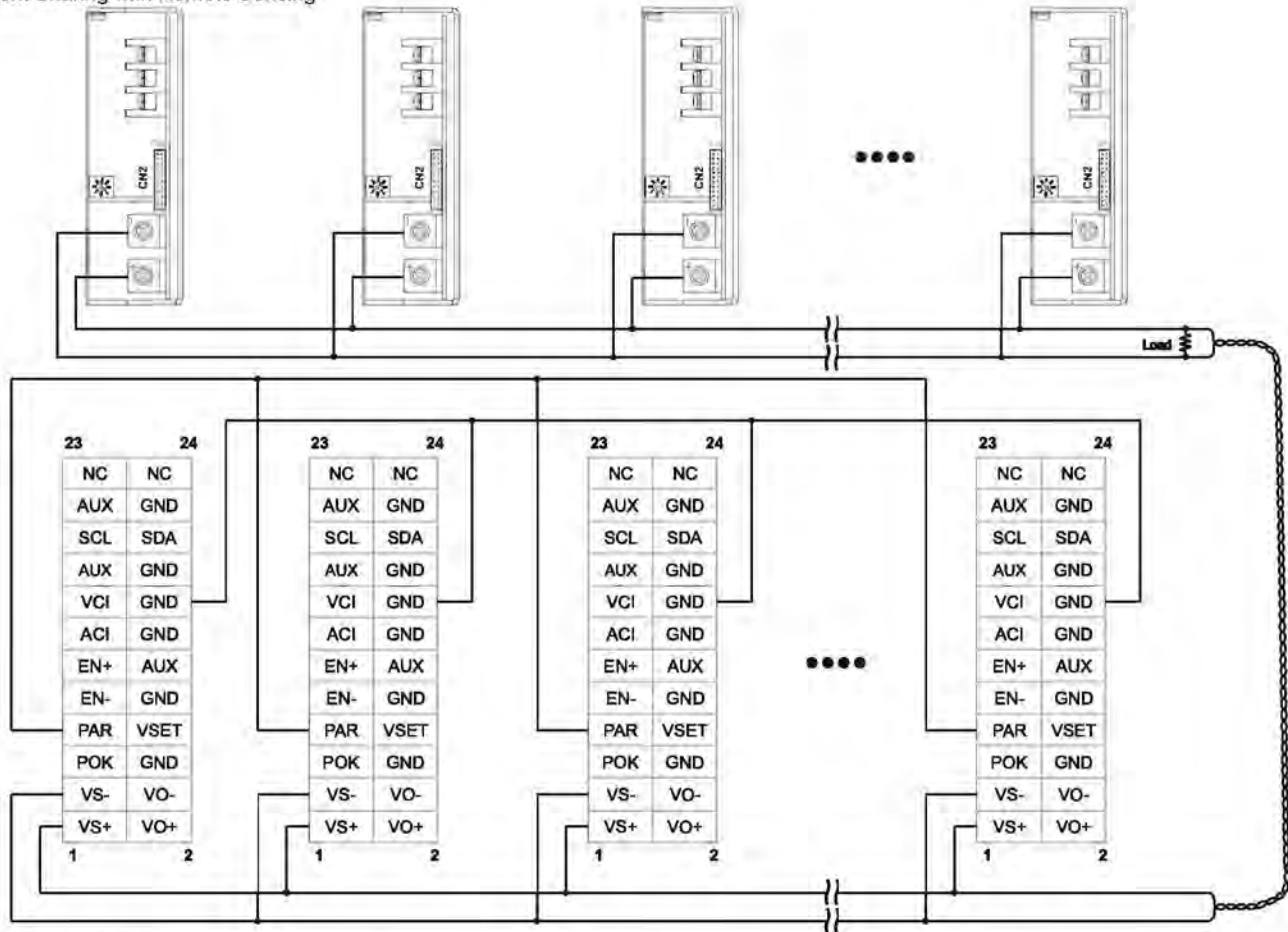 CN2 CN2 CN2 CN2
Load
23 24 23 24 23 24 23 24
NC NC NC NC NC NC NC NC
AUX GND AUX GND AUX GND AUX GND
SCL SDA SCL SDA SCL SDA SCL SDA
AUX GND AUX GND AUX GND AUX GND
VCI GND VCI GND VCI GND VCI GND
ACI GND ACI GND ACI GND ACI GND
EN+ AUX EN+ AUX EN+ AUX EN+ AUX
EN- GND EN- GND EN- GND EN- GND
PAR VSET PAR VSET PAR VSET PAR VSET
POK GND POK GND POK GND POK GND
VS- VO- VS- VO- VS- VO- VS- VO-
VS+ VO+ VS+ VO+ VS+ VO+ VS+ VO+
1 2 1 2 1 2 1 2